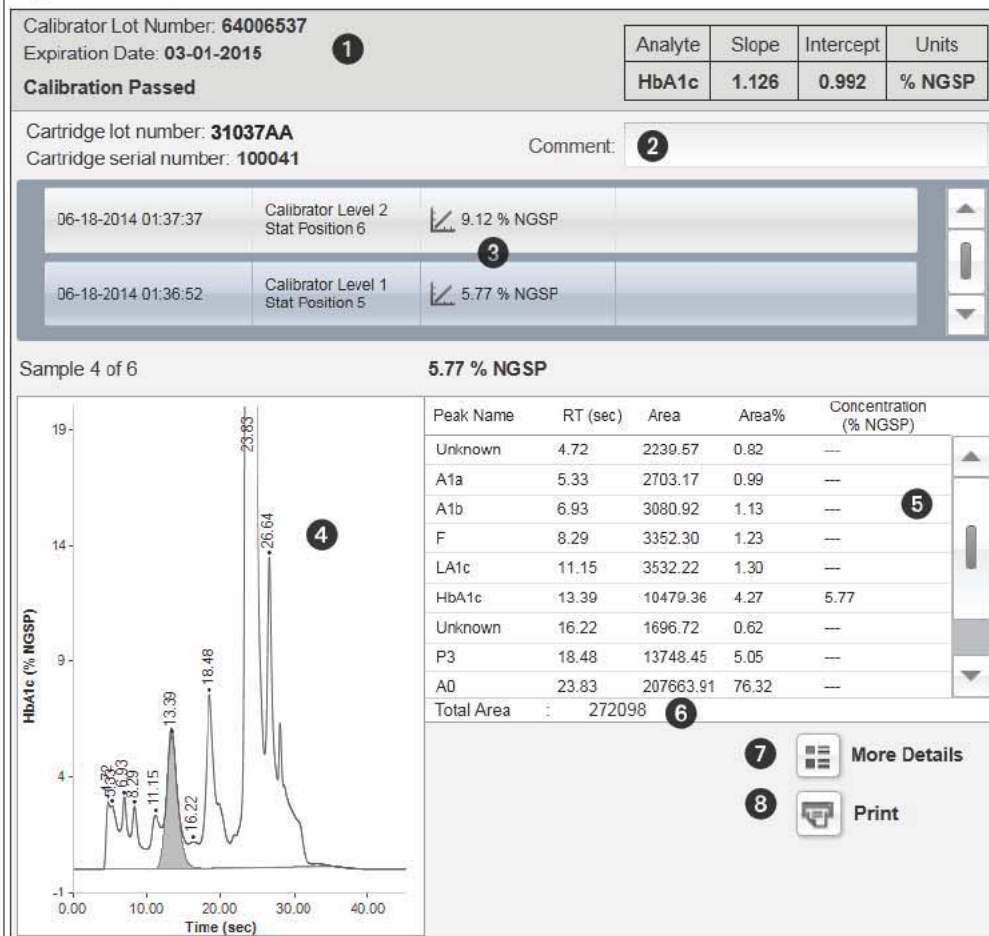 Calibrator Lot Number: 64006537
Expiration Date: 03-01-2015
1
Calibration Passed
Analyte Slope Intercept Units
HbA1c 1.126 0.992 % NGSP
Cartridge lot number: 31037AA
Cartridge serial number: 100041
Comment: 2
06-18-2014 01:37:37 Calibrator Level 2 Stat Position 6 9.12 % NGSP
3
06-18-2014 01:36:52 Calibrator Level 1 Stat Position 5 5.77 % NGSP
Sample 4 of 6 5.77 % NGSP
Peak Name RT (sec) Area Area% Concentration (% NGSP)
Unknown 4.72 2239.57 0.82 ---
A1a 5.33 2703.17 0.99 ---
A1b 6.93 3080.92 1.13 ---
F 8.29 3352.30 1.23 ---
LA1c 11.15 3532.22 1.30 ---
HbA1c 13.39 10479.36 4.27 5.77
Unknown 16.22 1696.72 0.62 ---
P3 18.48 13748.45 5.05 ---
A0 23.83 207663.91 76.32 ---
5
Total Area : 272098 6
HbA1c (% NGSP)
19
14
9
4
-1
4.72
5.33
6.93
8.29
11.15
13.39
16.22
18.48
23.83
26.64
4
0.00 10.00 20.00 30.00 40.00
Time (sec)
7 More Details
8 Print